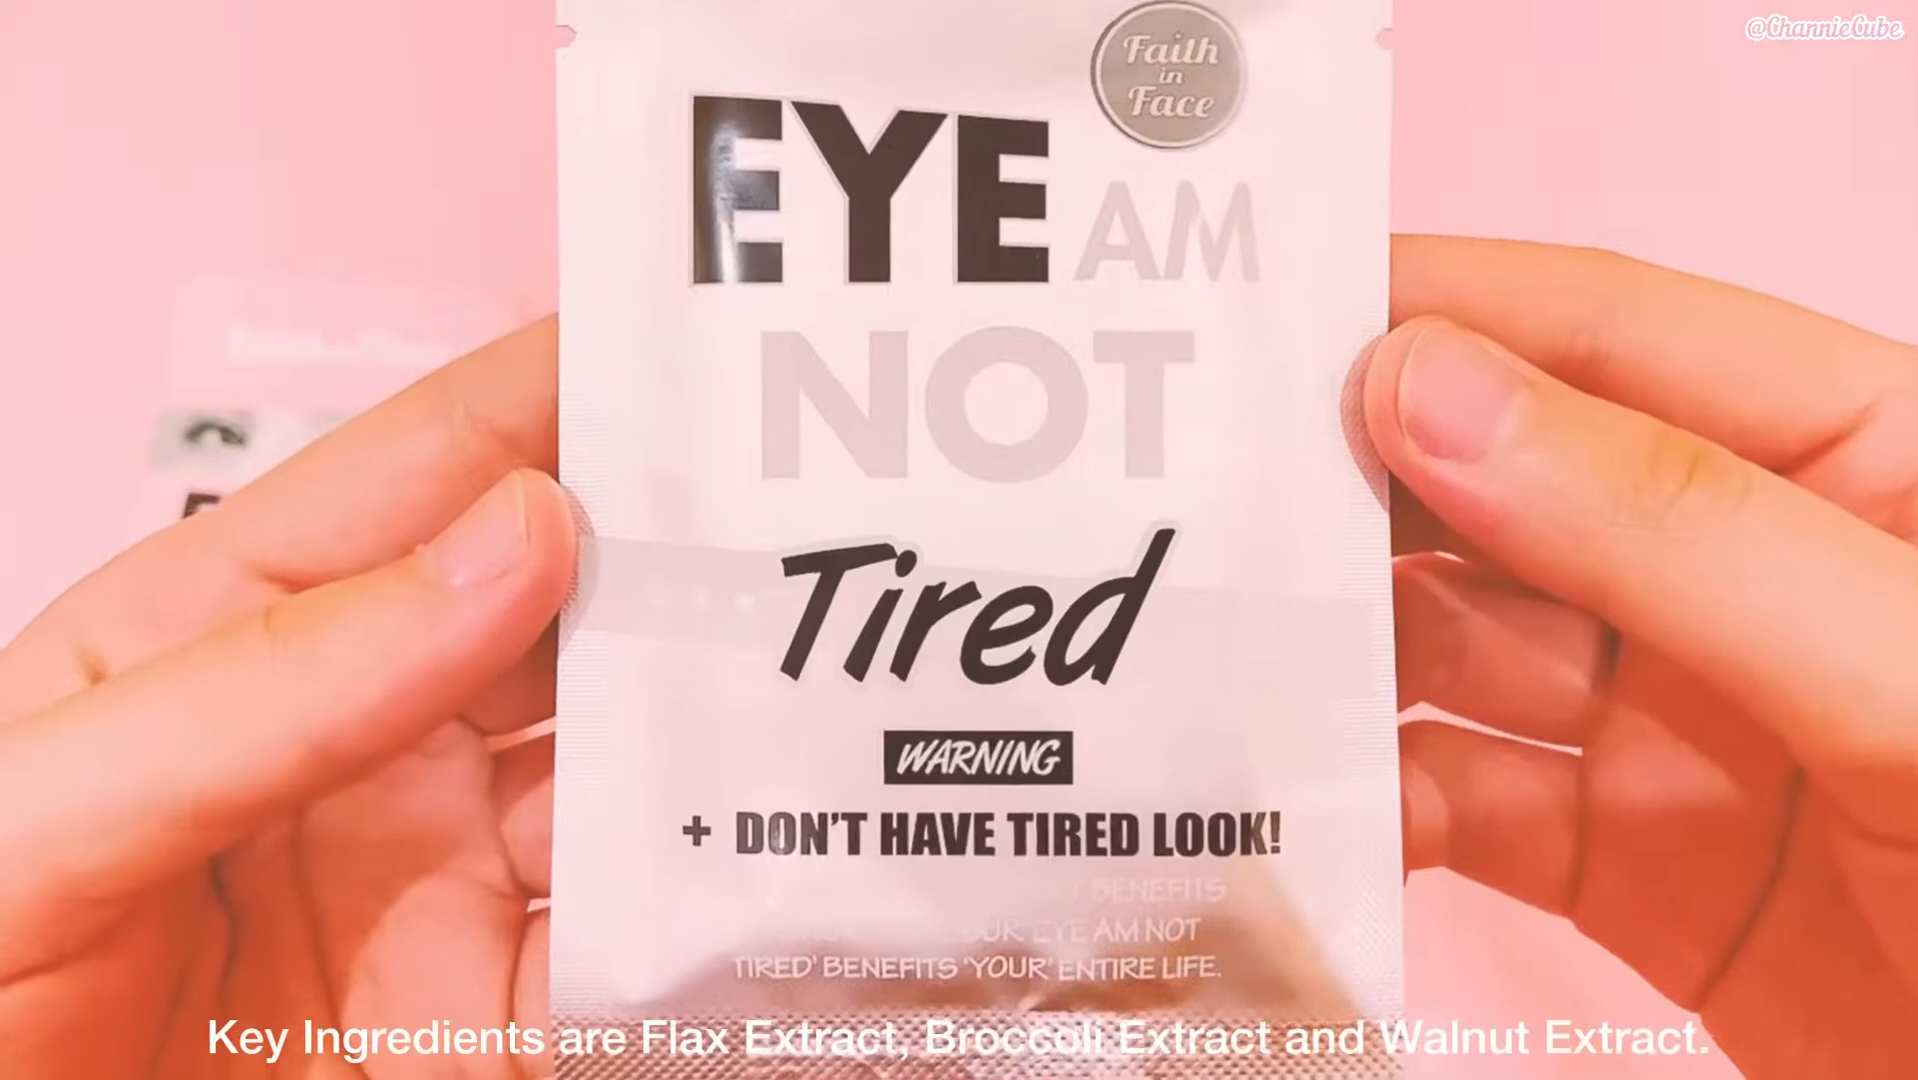 @ChannieCube
Faith
in
Face
EYE AM
NOT
Tired
WARNING
+ DON'T HAVE TIRED LOOK!
BENEFITS
OUR EYE AM NOT
TIRED' BENEFITS 'YOUR' ENTIRE LIFE.
Key Ingredients are Flax Extract, Broccoli Extract and Walnut Extract.